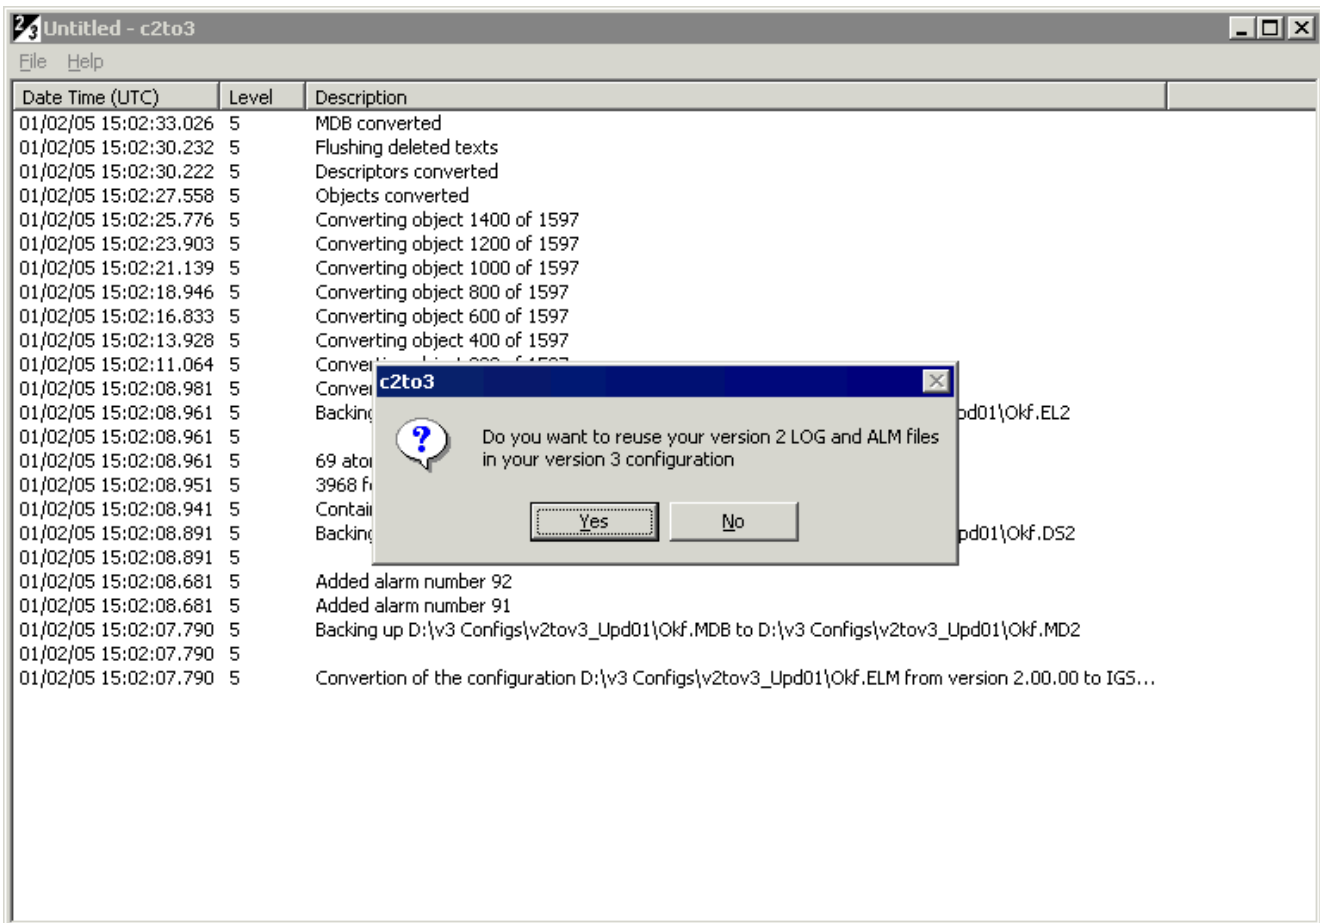 Untitled - c2to3
File Help
Date Time (UTC) Level Description
01/02/05 15:02:33.026 5 MDB converted
01/02/05 15:02:30.232 5 Flushing deleted texts
01/02/05 15:02:30.222 5 Descriptors converted
01/02/05 15:02:27.558 5 Objects converted
01/02/05 15:02:25.776 5 Converting object 1400 of 1597
01/02/05 15:02:23.903 5 Converting object 1200 of 1597
01/02/05 15:02:21.139 5 Converting object 1000 of 1597
01/02/05 15:02:18.946 5 Converting object 800 of 1597
01/02/05 15:02:16.833 5 Converting object 600 of 1597
01/02/05 15:02:13.928 5 Converting object 400 of 1597
01/02/05 15:02:11.064 5
01/02/05 15:02:08.981 5
01/02/05 15:02:08.961 5 Backing pd01\Okf.EL2
01/02/05 15:02:08.961 5
01/02/05 15:02:08.961 5 69
01/02/05 15:02:08.951 5 3968
01/02/05 15:02:08.941 5
01/02/05 15:02:08.891 5 Backing pd01\Okf.DS2
01/02/05 15:02:08.891 5
01/02/05 15:02:08.681 5 Added alarm number 92
01/02/05 15:02:08.681 5 Added alarm number 91
01/02/05 15:02:07.790 5 Backing up D:\v3 Configs\v2tov3_Upd01\Okf.MDB to D:\v3 Configs\v2tov3_Upd01\Okf.MD2
01/02/05 15:02:07.790 5
01/02/05 15:02:07.790 5 Convertion of the configuration D:\v3 Configs\v2tov3_Upd01\Okf.ELM from version 2.00.00 to IGS...
c2to3
Do you want to reuse your version 2 LOG and ALM files
in your version 3 configuration
Yes No